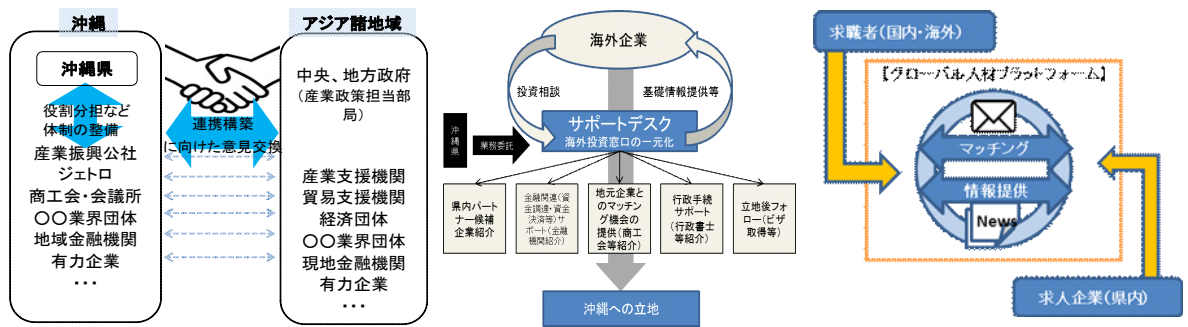 沖縄
沖縄県
役割分担など
体制の整備
産業振興公社
ジェトロ
商工会・会議所
〇〇業界団体
地域金融機関
有力企業
・・・
連携構築
に向けた意見交換
アジア諸地域
中央、地方政府
（産業政策担当部
局）
産業支援機関
貿易支援機関
経済団体
〇〇業界団体
現地金融機関
有力企業
・・・
海外企業
投資相談
基礎情報提供等
沖縄県
業務委託
サポートデスク
海外投資窓口の一元化
県内パート
ナー候補
企業紹介
金融関連（資
金調達・資金
決済等）サ
ポート（金融
機関紹介）
地元企業と
のマッチン
グ機会の
提供（商工
会等紹介）
行政手続
サポート
（行政書士
等紹介）
立地後フォ
ロー（ビザ
取得等）
沖縄への立地
求職者（国内・海外）
【グローバル人材プラットフォーム】
マッチング
情報提供
News
求人企業（県内）